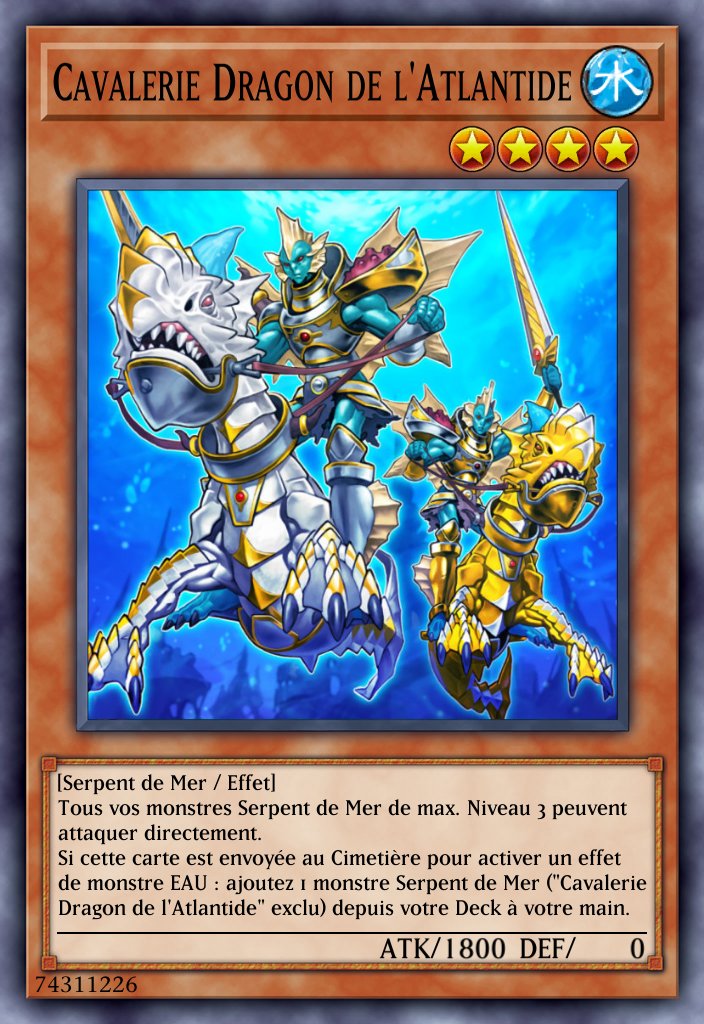 Cavalerie Dragon de l'Atlantide
水
[Serpent de Mer / Effet]
Tous vos monstres Serpent de Mer de max. Niveau 3 peuvent
attaquer directement.
Si cette carte est envoyée au Cimetière pour activer un effet
de monstre EAU : ajoutez 1 monstre Serpent de Mer ("Cavalerie
Dragon de l'Atlantide" exclu) depuis votre Deck à votre main.
ATK/1800 DEF/ 0
74311226